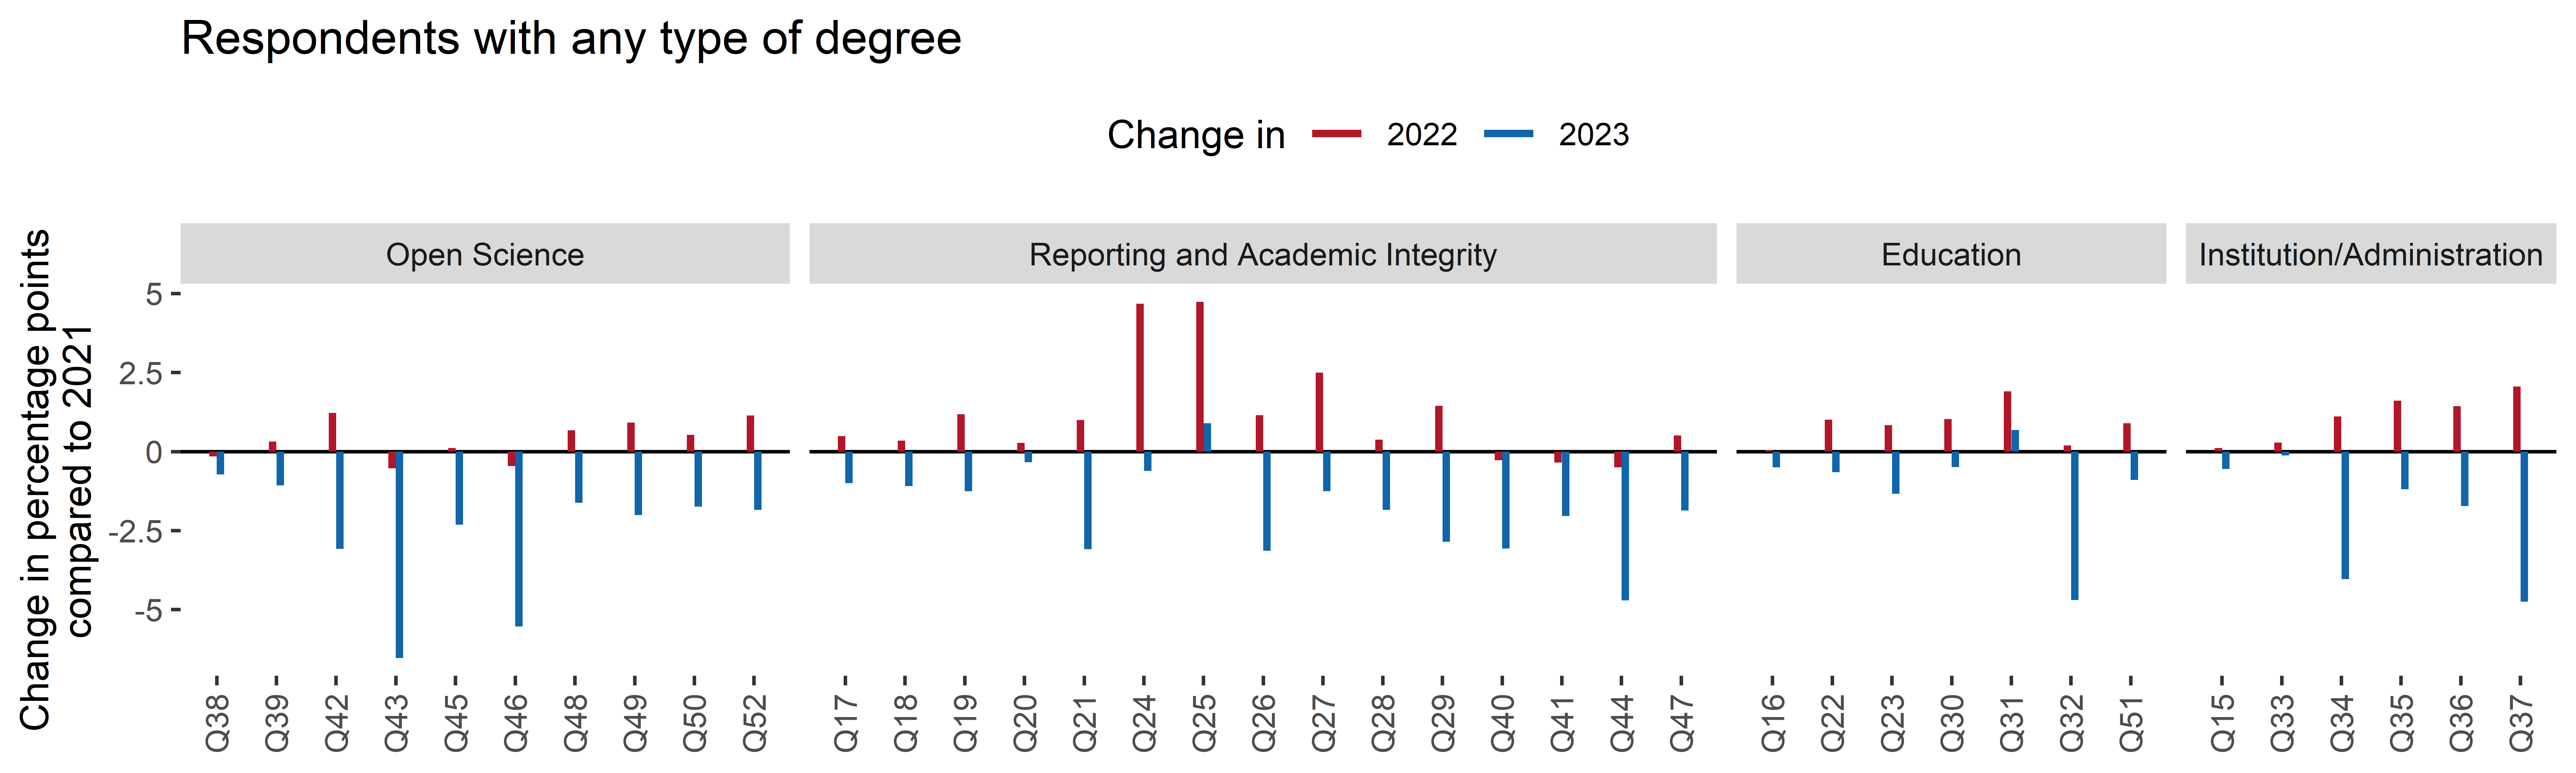 Respondents with any type of degree
Change in 2022 2023
Open Science Reporting and Academic Integrity Education Institution/Administration
Change in percentage points
compared to 2021
5
2.5
0
-2.5
-5
Q38 Q39 Q42 Q43 Q45 Q46 Q48 Q49 Q50 Q52 Q17 Q18 Q19 Q20 Q21 Q24 Q25 Q26 Q27 Q28 Q29 Q40 Q41 Q44 Q47 Q16 Q22 Q23 Q30 Q31 Q32 Q51 Q15 Q33 Q34 Q35 Q36 Q37